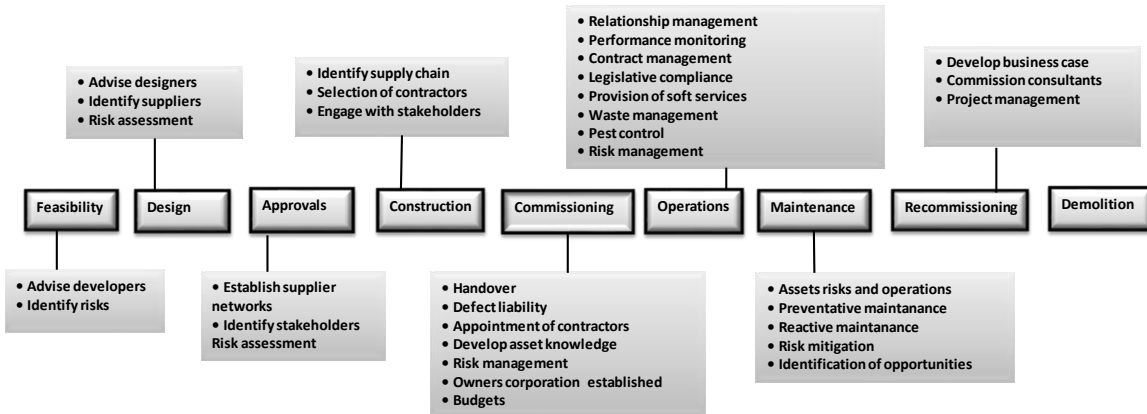 • Relationship management
• Performance monitoring
• Contract management
• Legislative compliance
• Provision of soft services
• Waste management
• Pest control
• Risk management
• Advise designers
• Identify suppliers
• Risk assessment
• Identify supply chain
• Selection of contractors
• Engage with stakeholders
• Develop business case
• Commission consultants
• Project management
Feasibility
Design
Approvals
Construction
Commissioning
Operations
Maintenance
Recommissioning
Demolition
• Advise developers
• Identify risks
• Establish supplier
networks
• Identify stakeholders
Risk assessment
• Handover
• Defect liability
• Appointment of contractors
• Develop asset knowledge
• Risk management
• Owners corporation established
• Budgets
• Assets risks and operations
• Preventative maintanance
• Reactive maintanance
• Risk mitigation
• Identification of opportunities